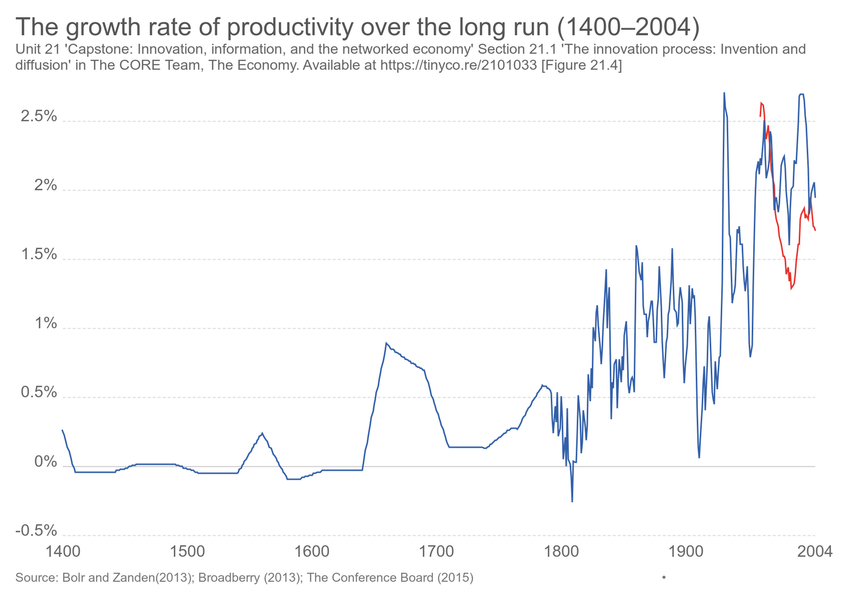 The growth rate of productivity over the long run (1400–2004)
Unit 21 'Capstone: Innovation, information, and the networked economy' Section 21.1 'The innovation process: Invention and
diffusion' in The CORE Team, The Economy. Available at https://tinyco.re/2101033 [Figure 21.4]
2.5%
2%
1.5%
1%
0.5%
0%
-0.5%
1400 1500 1600 1700 1800 1900 2004
Source: Bolr and Zanden(2013); Broadberry (2013); The Conference Board (2015)